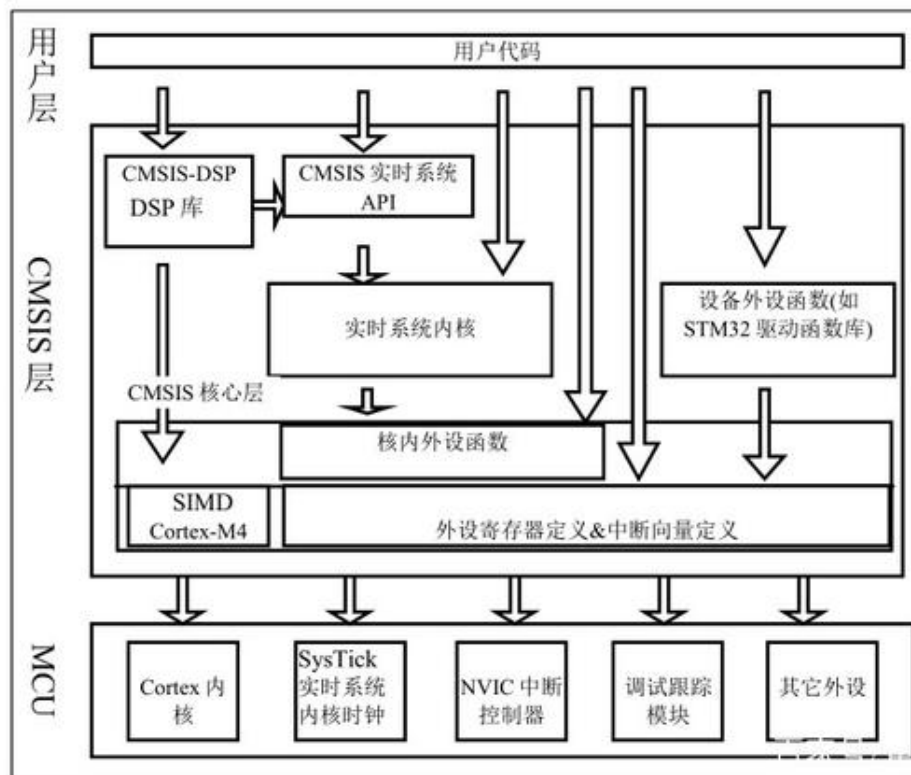 用户层
用户代码
CMSIS-DSP
DSP 库
CMSIS 实时系统
API
CMSIS层
实时系统内核
设备外设函数(如
STM32 驱动函数库)
CMSIS 核心层
核内外设函数
SIMD
Cortex-M4
外设寄存器定义&中断向量定义
MCU
Cortex 内
核
SysTick
实时系统
内核时钟
NVIC 中断
控制器
调试跟踪
模块
其它外设